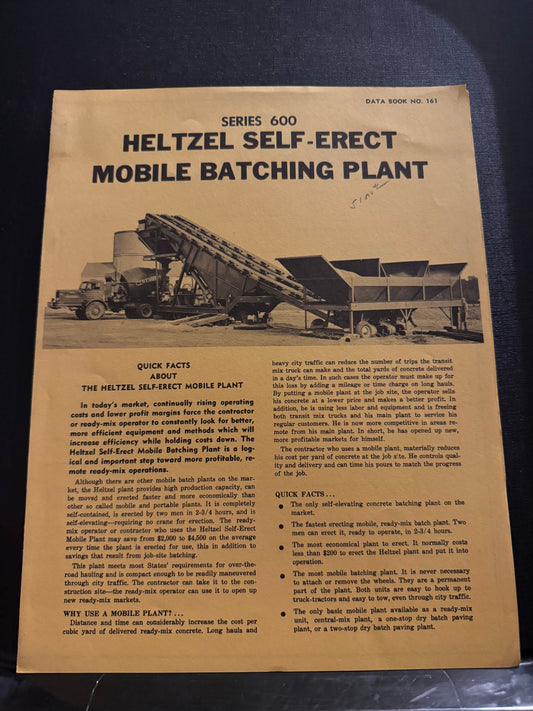 DATA BOOK NO. 161
SERIES 600
HELTZEL SELF-ERECT
MOBILE BATCHING PLANT
QUICK FACTS
ABOUT
THE HELTZEL SELF-ERECT MOBILE PLANT
In today's market, continually rising operating
costs and lower profit margins force the contractor
or ready-mix operator to constantly look for better,
more efficient equipment and methods which will
increase efficiency while holding costs down. The
Heltzel Self-Erect Mobile Batching Plant is a log-
ical and important step toward more profitable, re-
mote ready-mix operations.
Although there are other mobile batch plants on the mar-
ket, the Heltzel plant provides high production capacity, can
be moved and erected faster and more economically than
other so called mobile and portable plants. It is completely
self-contained, is erected by two men in 2-3/4 hours, and is
self-elevating—requiring no crane for erection. The ready-
mix operator or contractor who uses the Heltzel Self-Erect
Mobile Plant may save from $2,000 to $4,500 on the average
every time the plant is erected for use, this in addition to
savings that result from job-site batching.
This plant meets most States' requirements for over-the-
road hauling and is compact enough to be readily maneuvered
through city traffic. The contractor can take it to the con-
struction site—the ready-mix operator can use it to open up
new ready-mix markets.
WHY USE A MOBILE PLANT? . . .
Distance and time can considerably increase the cost per
cubic yard of delivered ready-mix concrete. Long hauls and
heavy city traffic can reduce the number of trips the transit
mix truck can make and the total yards of concrete delivered
in a day's time. In such cases the operator must make up for
this loss by adding a mileage or time charge on long hauls.
By putting a mobile plant at the job site, the operator sells
his concrete at a lower price and makes a better profit. In
addition, he is using less labor and equipment and is freeing
both transit mix trucks and his main plant to service his
regular customers. He is now more competitive in areas re-
mote from his main plant. In short, he has opened up new,
more profitable markets for himself.
The contractor who uses a mobile plant, materially reduces
his cost per yard of concrete at the job site. He controls qual-
ity and delivery and can time his pours to match the progress
of the job.
QUICK FACTS . . .
● The only self-elevating concrete batching plant on the
market.
● The fastest erecting mobile, ready-mix batch plant. Two
men can erect it, ready to operate, in 2-3/4 hours.
● The most economical plant to erect. It normally costs
less than $200 to erect the Heltzel plant and put it into
operation.
● The most mobile batching plant. It is never necessary
to attach or remove the wheels. They are a permanent
part of the plant. Both units are easy to hook up to
truck-tractors and easy to tow, even through city traffic.
● The only basic mobile plant available as a ready-mix
unit, central-mix plant, a one-stop dry batch paving
plant, or a two-stop dry batch paving plant.